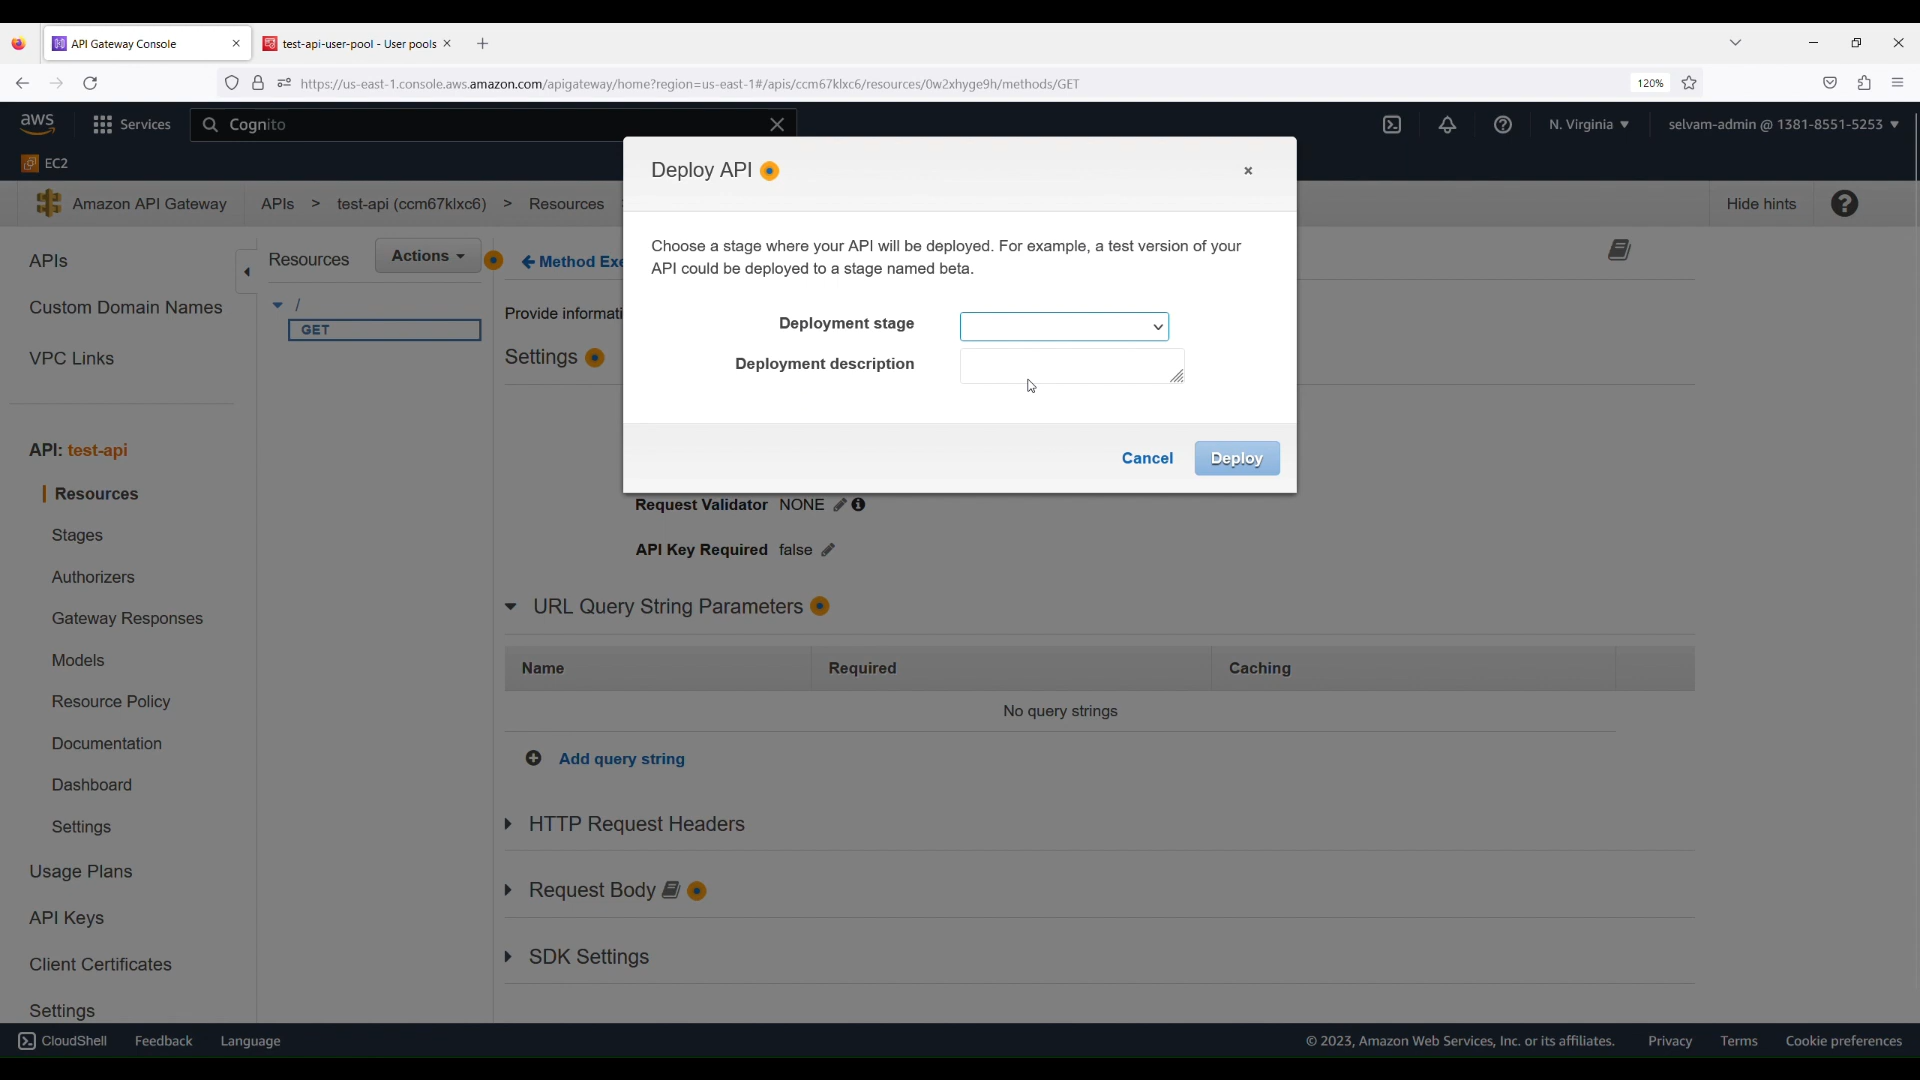 API Gateway Console
test-api-user-pool - User pools
https://us-east-1.console.aws.amazon.com/apigateway/home?region=us-east-1#/apis/ccm67klxc6/resources/0w2xhyge9h/methods/GET
120%
aws
Services
Cognito
N. Virginia
selvam-admin @ 1381-8551-5253
EC2
Amazon API Gateway
APIs > test-api (ccm67klxc6) > Resources
Hide hints
APIs
Custom Domain Names
VPC Links
API: test-api
Resources
Stages
Authorizers
Gateway Responses
Models
Resource Policy
Documentation
Dashboard
Settings
Usage Plans
API Keys
Client Certificates
Settings
Resources
Actions
/
GET
Method Exe
Provide informati
Settings
Deploy API
Choose a stage where your API will be deployed. For example, a test version of your
API could be deployed to a stage named beta.
Deployment stage
Deployment description
Cancel
Deploy
Request Validator NONE
API Key Required false
URL Query String Parameters
Name Required Caching
No query strings
Add query string
HTTP Request Headers
Request Body
SDK Settings
CloudShell
Feedback
Language
© 2023, Amazon Web Services, Inc. or its affiliates.
Privacy
Terms
Cookie preferences